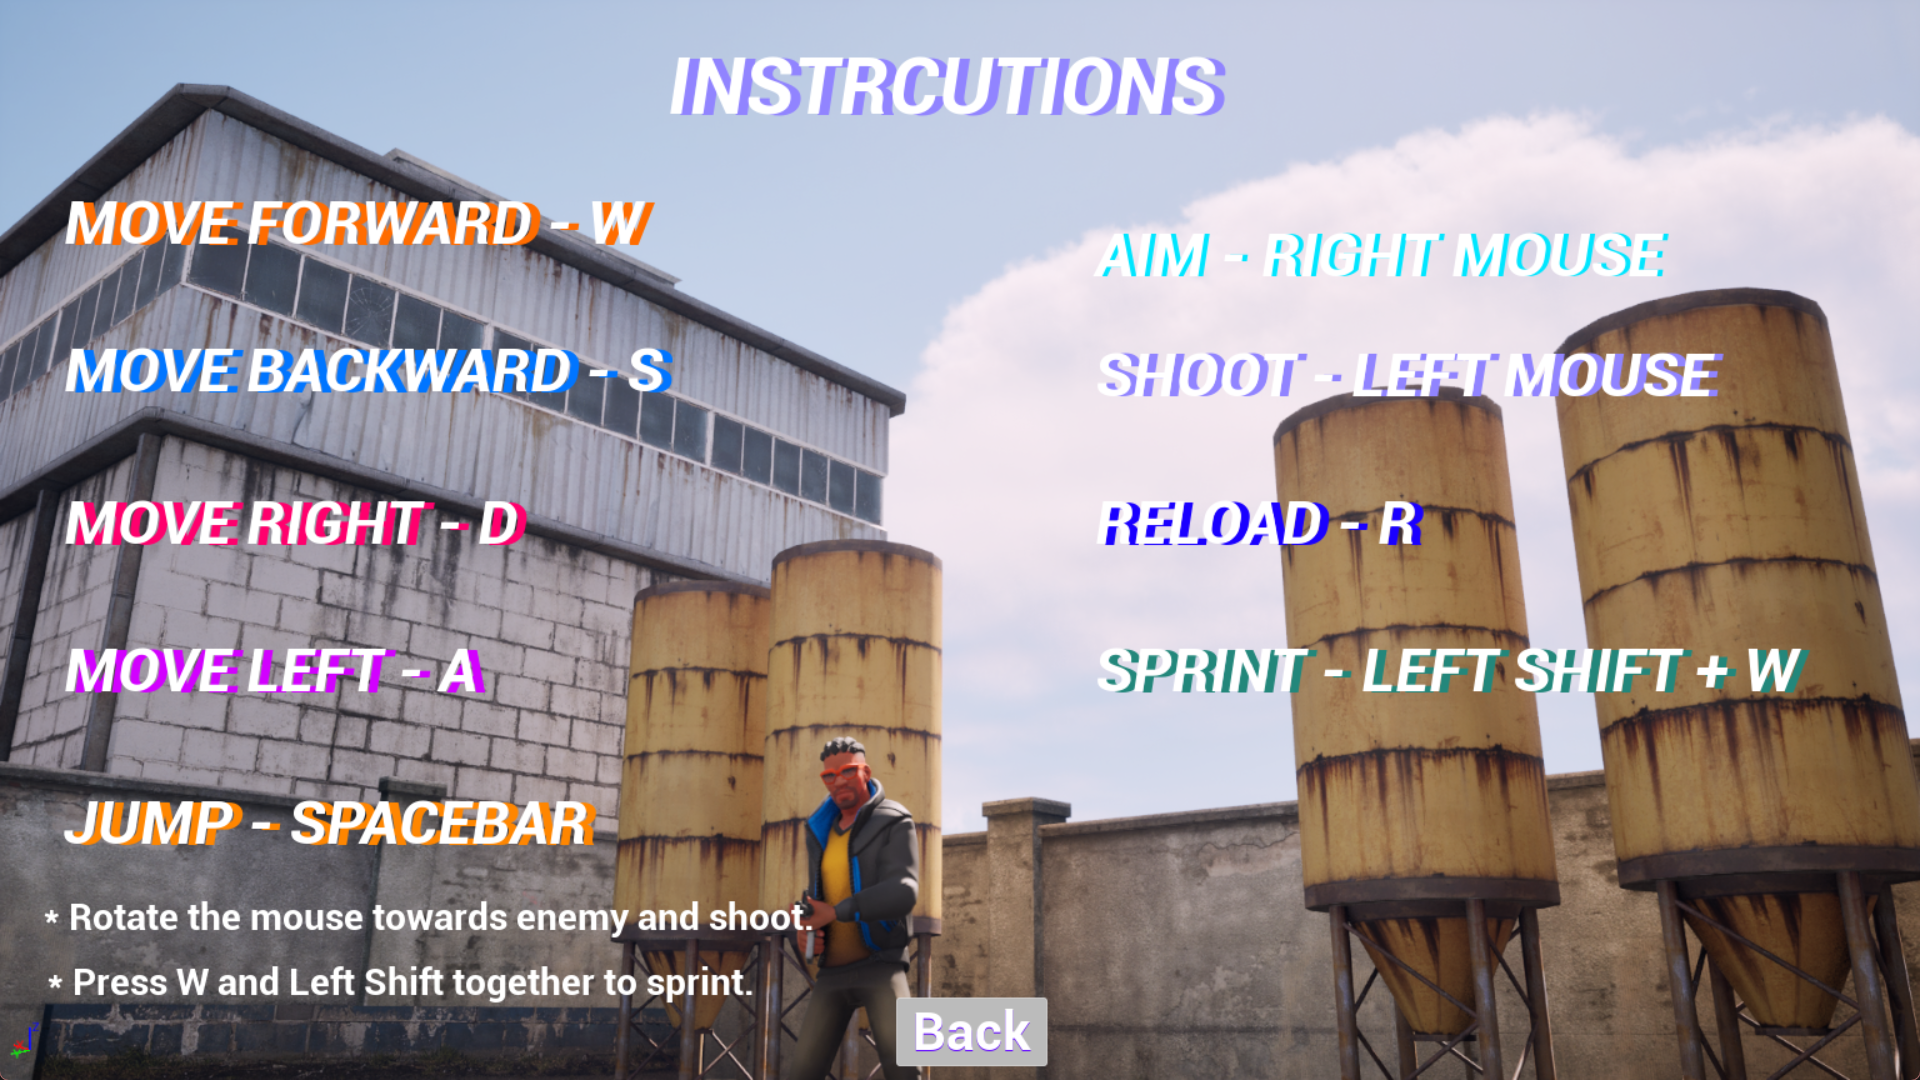 INSTRCUTIONS
MOVE FORWARD - W
MOVE BACKWARD - S
MOVE RIGHT - D
MOVE LEFT - A
JUMP - SPACEBAR
AIM - RIGHT MOUSE
SHOOT - LEFT MOUSE
RELOAD - R
SPRINT - LEFT SHIFT + W
* Rotate the mouse towards enemy and shoot.
* Press W and Left Shift together to sprint.
Back